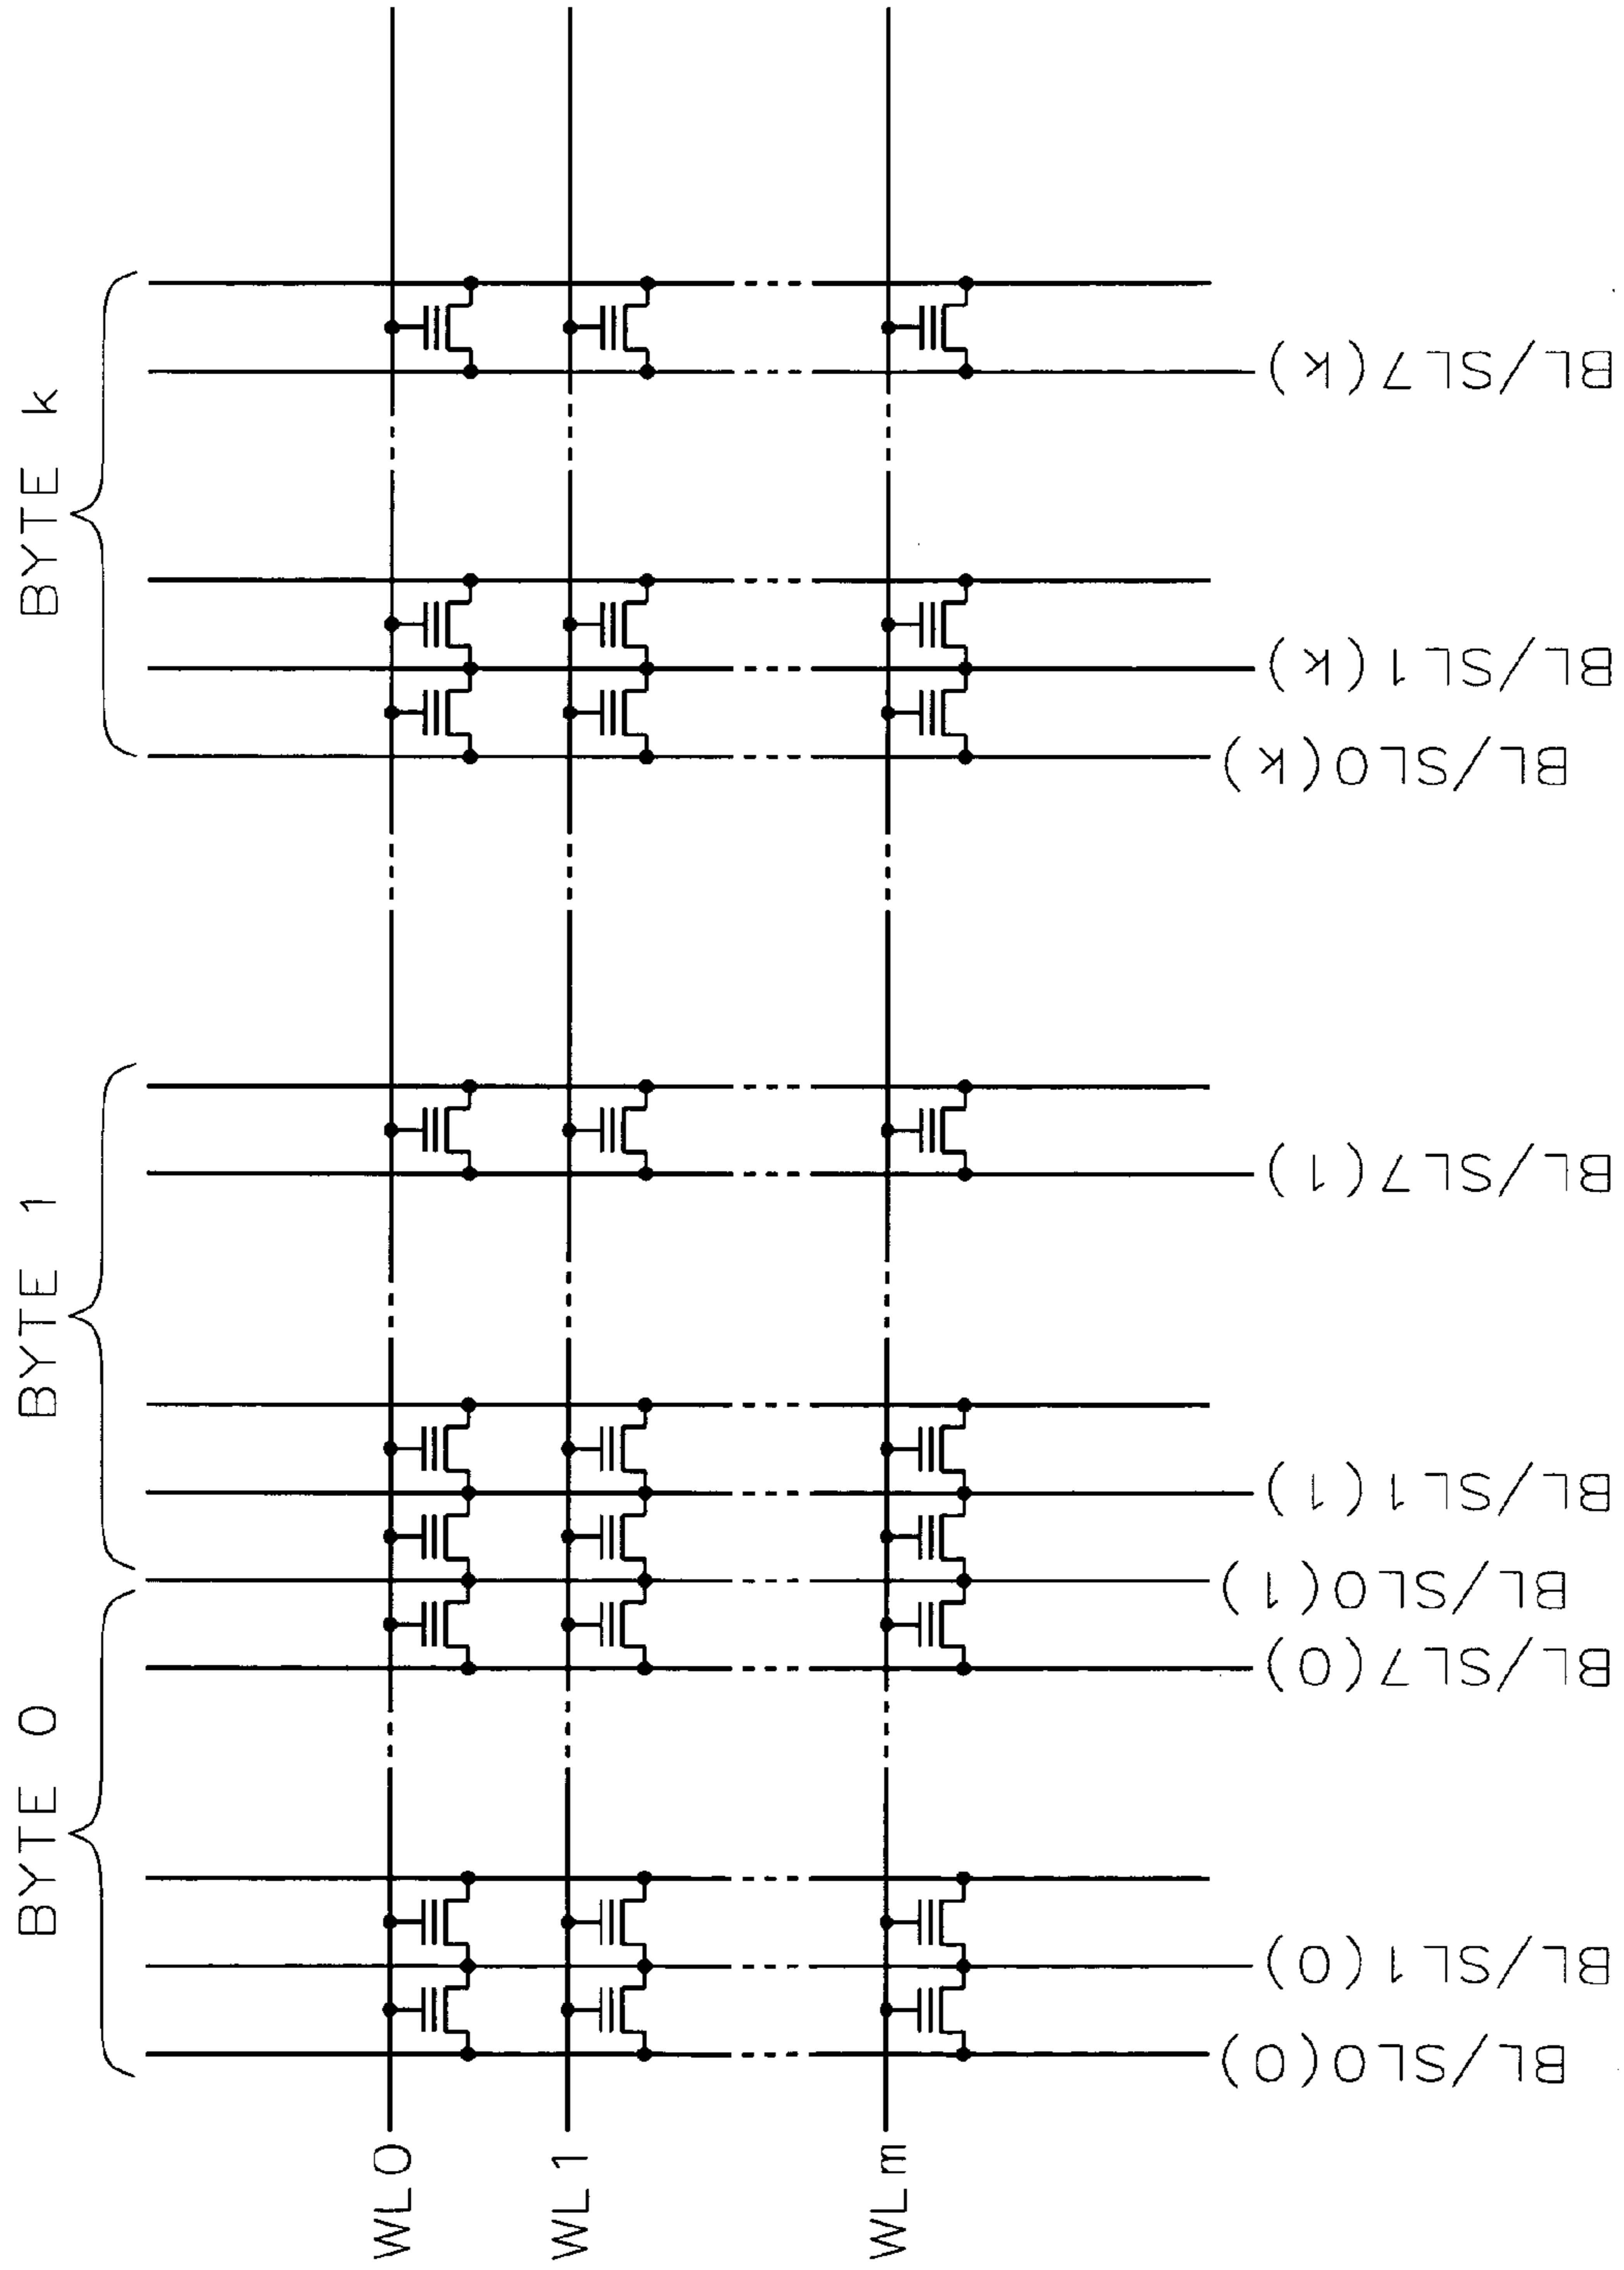 BYTE 0
BYTE 1
BYTE k
WL0
WL1
WLm
BL/SL0(0)
BL/SL1(0)
BL/SL7(0)
BL/SL0(1)
BL/SL1(1)
BL/SL7(1)
BL/SL0(k)
BL/SL1(k)
BL/SL7(k)